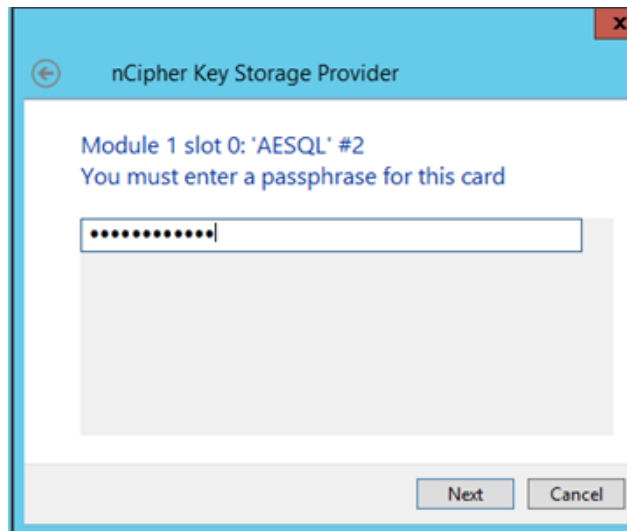 x
nCipher Key Storage Provider
Module 1 slot 0: 'AESQL' #2
You must enter a passphrase for this card
••••••••••••
Next Cancel